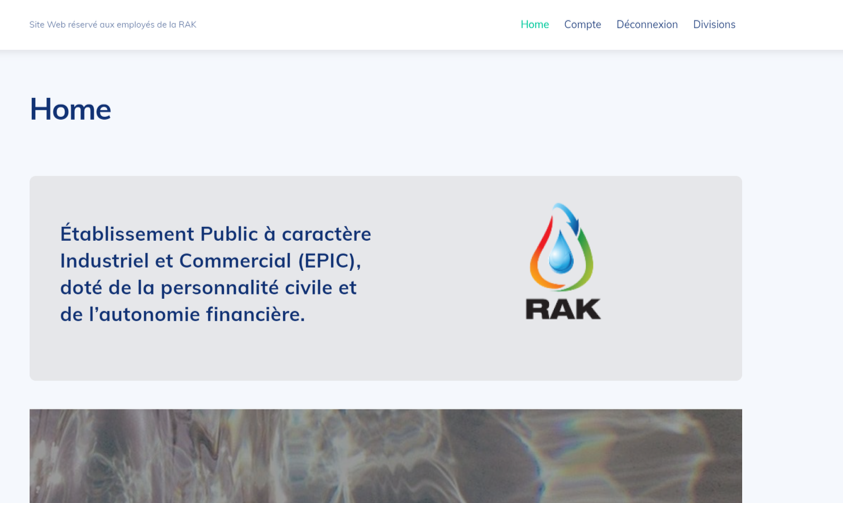 Site Web réservé aux employés de la RAK
Home Compte Déconnexion Divisions
Home
Établissement Public à caractère
Industriel et Commercial (EPIC),
doté de la personnalité civile et
de l’autonomie financière.
RAK